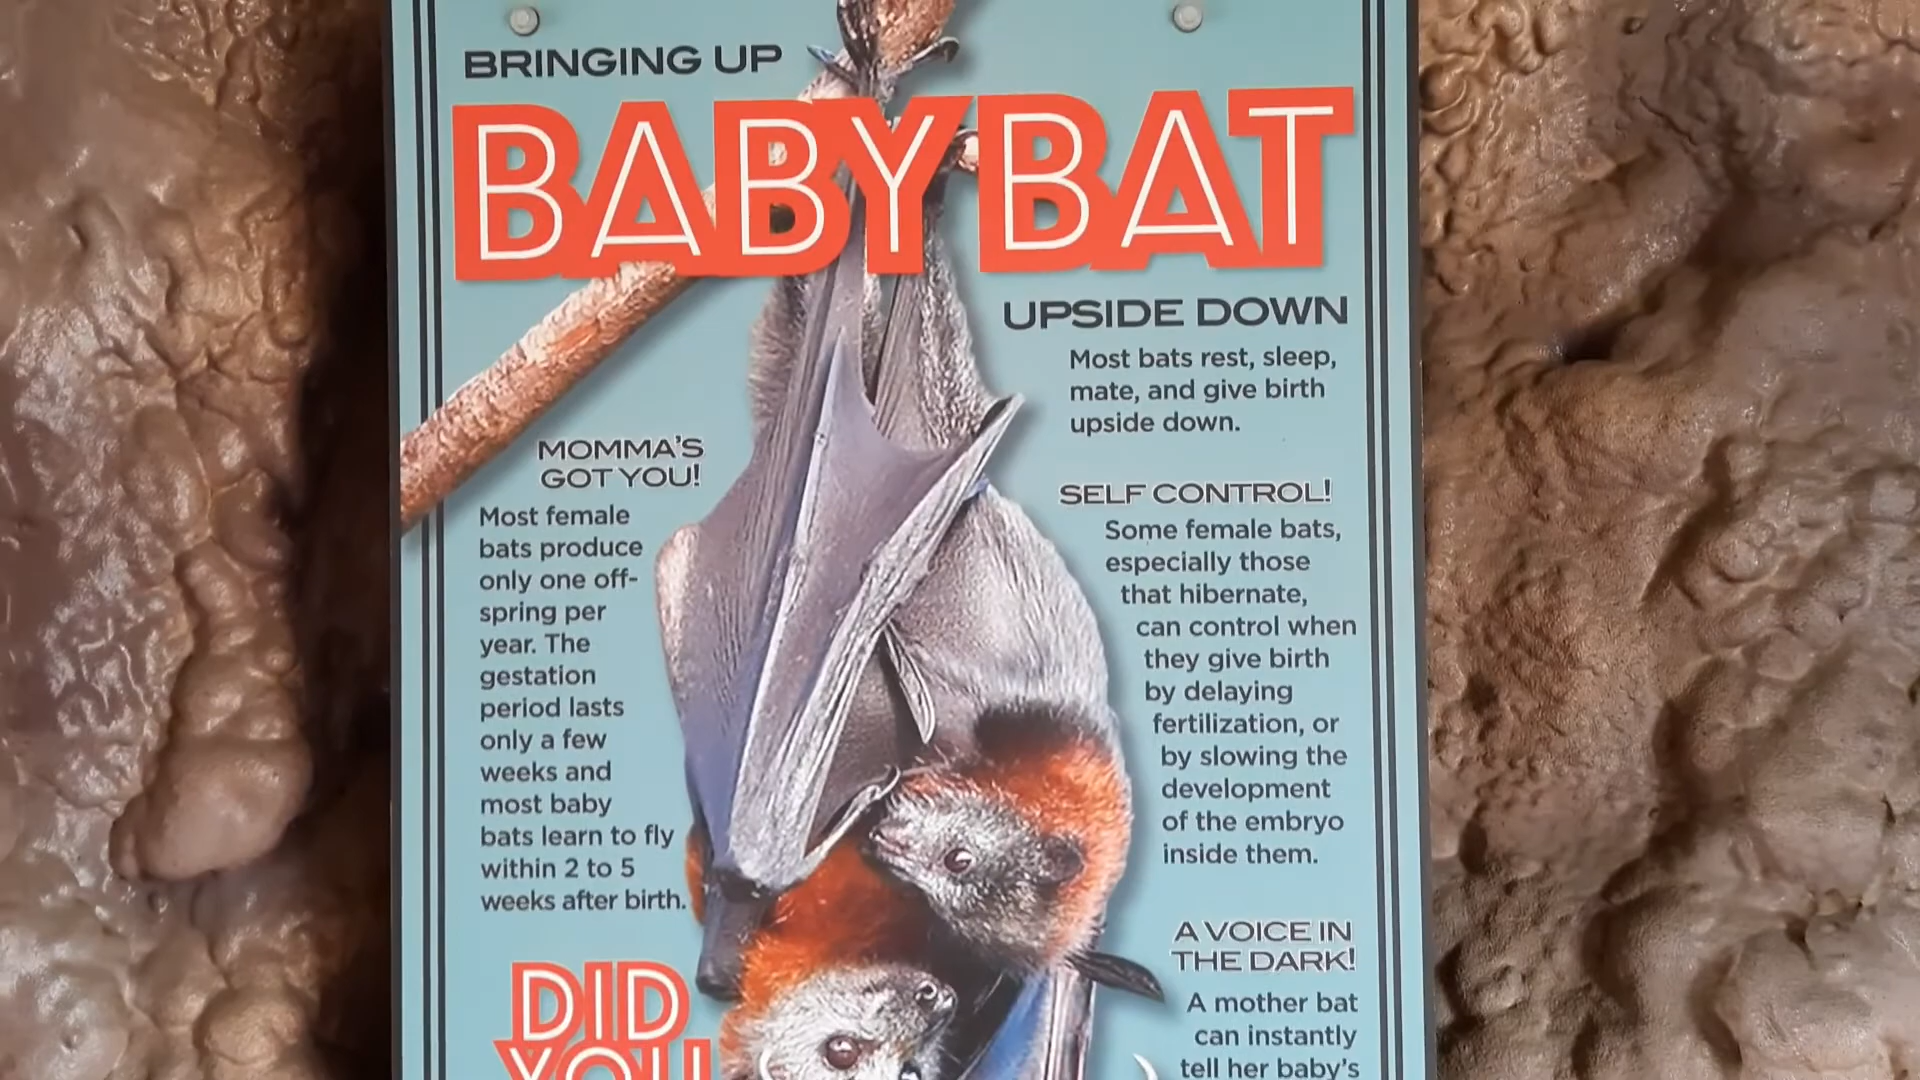 BRINGING UP
BABY BAT
UPSIDE DOWN
Most bats rest, sleep,
mate, and give birth
upside down.
MOMMA'S
GOT YOU!
Most female
bats produce
only one off-
spring per
year. The
gestation
period lasts
only a few
weeks and
most baby
bats learn to fly
within 2 to 5
weeks after birth.
SELF CONTROL!
Some female bats,
especially those
that hibernate,
can control when
they give birth
by delaying
fertilization, or
by slowing the
development
of the embryo
inside them.
A VOICE IN
THE DARK!
A mother bat
can instantly
tell her baby's
DID
YOU